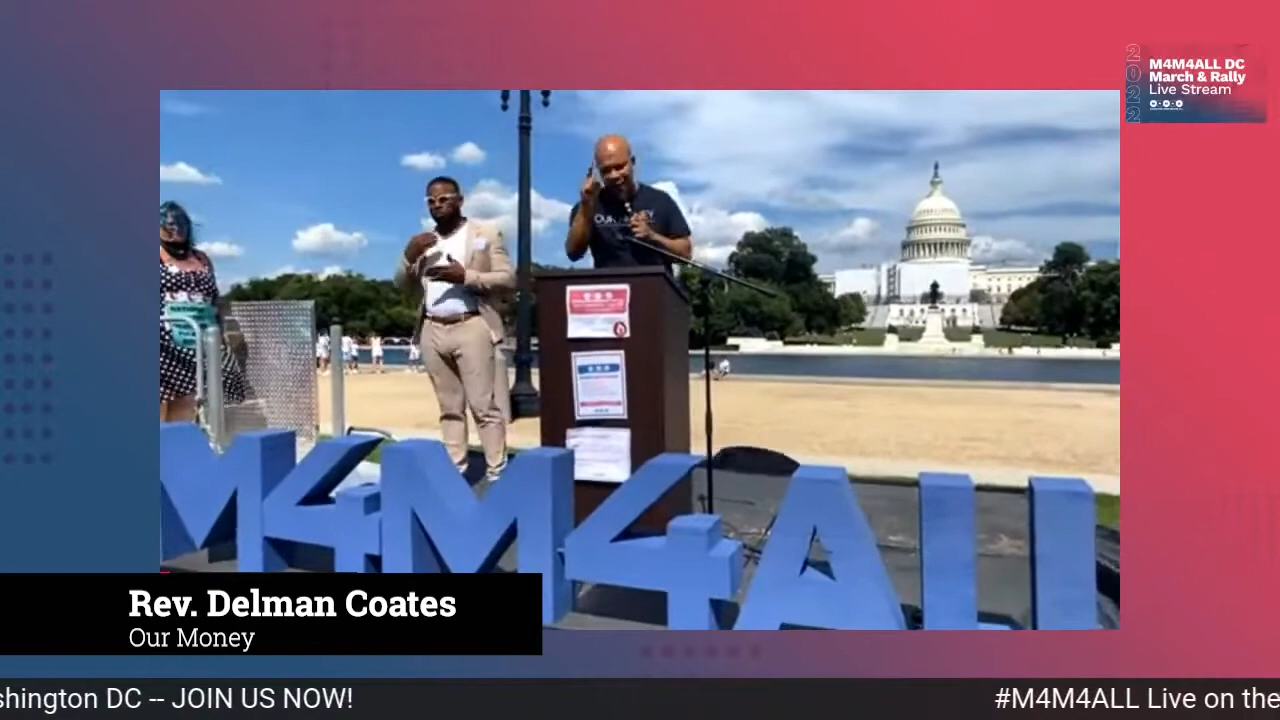 2022
M4M4ALL DC
March & Rally
Live Stream
M4M4ALL
Rev. Delman Coates
Our Money
shington DC -- JOIN US NOW!
#M4M4ALL Live on the